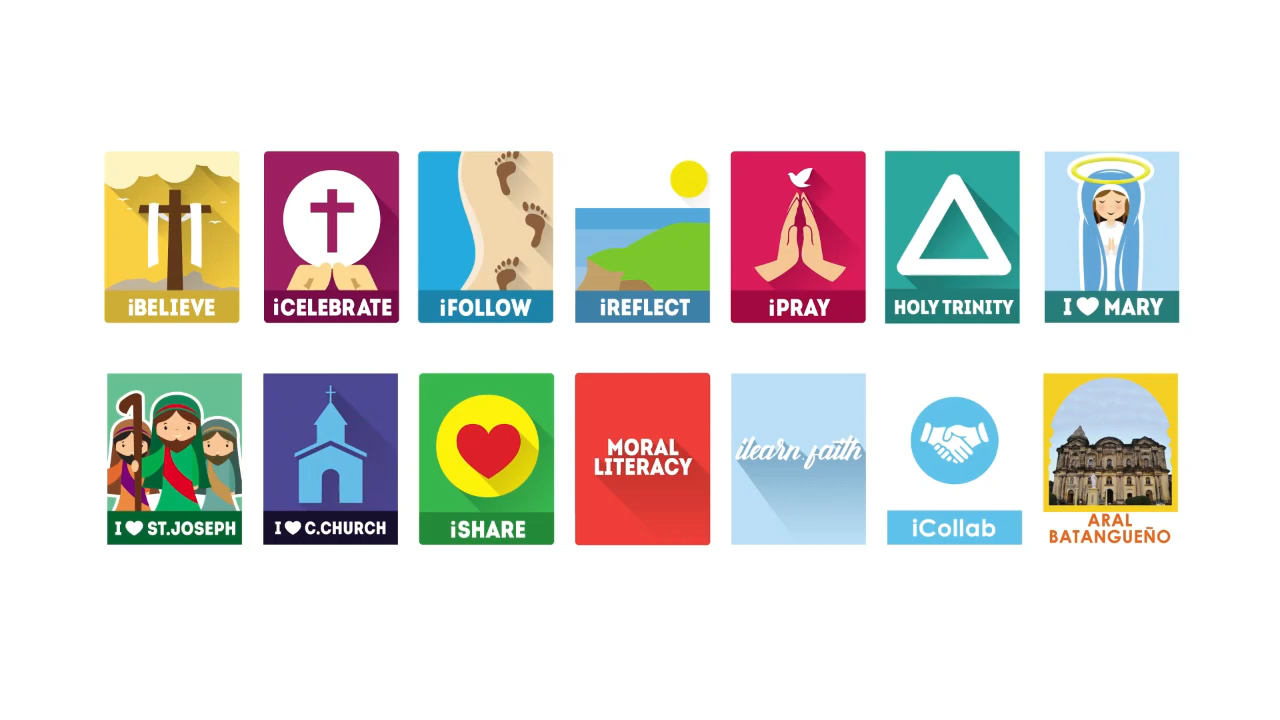 iBELIEVE
iCELEBRATE
iFOLLOW
iREFLECT
iPRAY
HOLY TRINITY
I ♥ MARY
I ♥ ST.JOSEPH
I ♥ C.CHURCH
iSHARE
MORAL
LITERACY
ilearn.faith
iCollab
ARAL
BATANGUEÑO